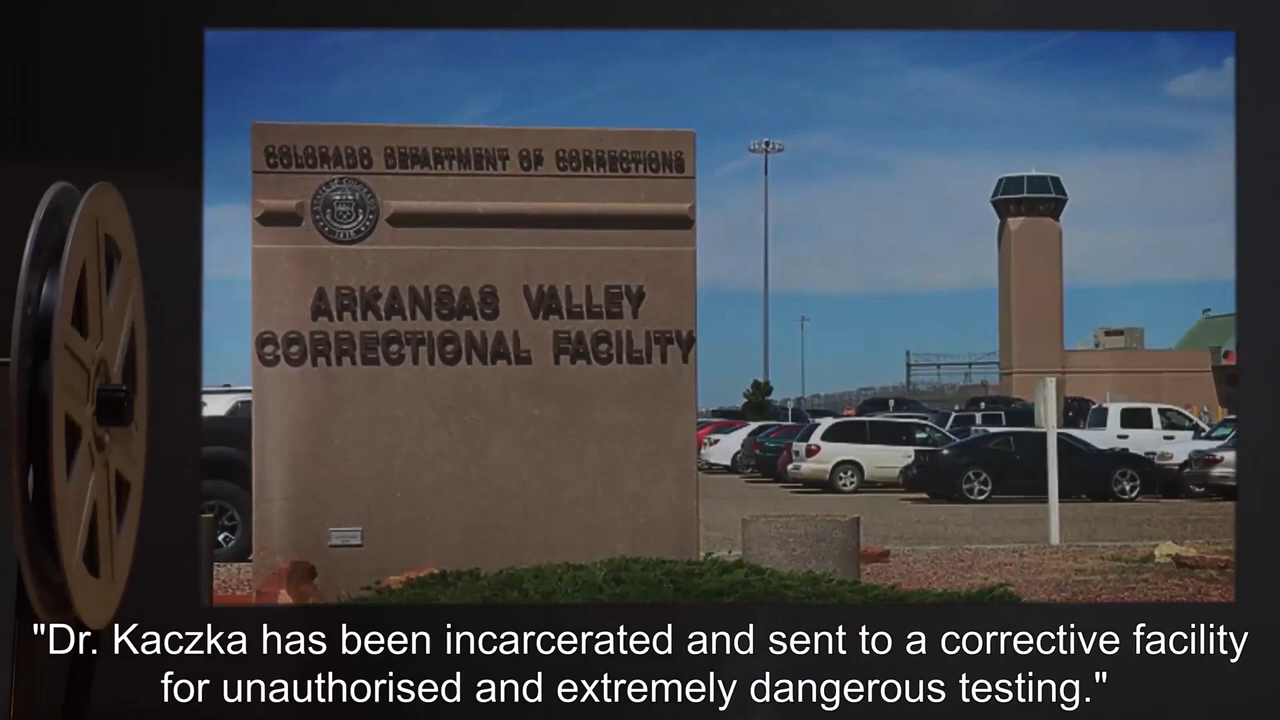 COLORADO DEPARTMENT OF CORRECTIONS
ARKANSAS VALLEY
CORRECTIONAL FACILITY
"Dr. Kaczka has been incarcerated and sent to a corrective facility
for unauthorised and extremely dangerous testing."